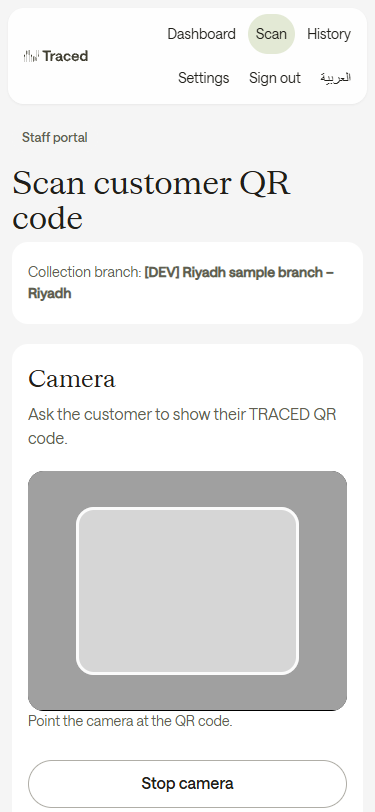 Traced
Dashboard
Scan
History
Settings
Sign out
العربية
Staff portal
Scan customer QR
code
Collection branch: [DEV] Riyadh sample branch –
Riyadh
Camera
Ask the customer to show their TRACED QR
code.
Point the camera at the QR code.
Stop camera